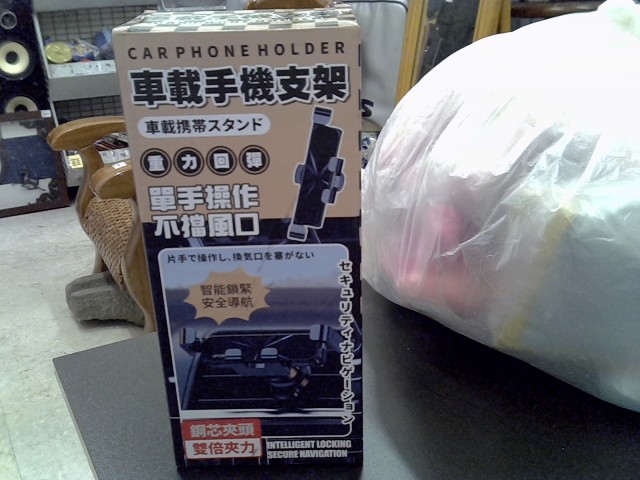 CAR PHONE HOLDER
車載手機支架
車載携帯スタンド
重力回彈
單手操作
不擋風口
片手で操作し、換気口を塞がない
智能鎖緊
安全導航
セキュリティナビゲーション
鋼芯夾頭
雙倍夾力
INTELLIGENT LOCKING
SECURE NAVIGATION